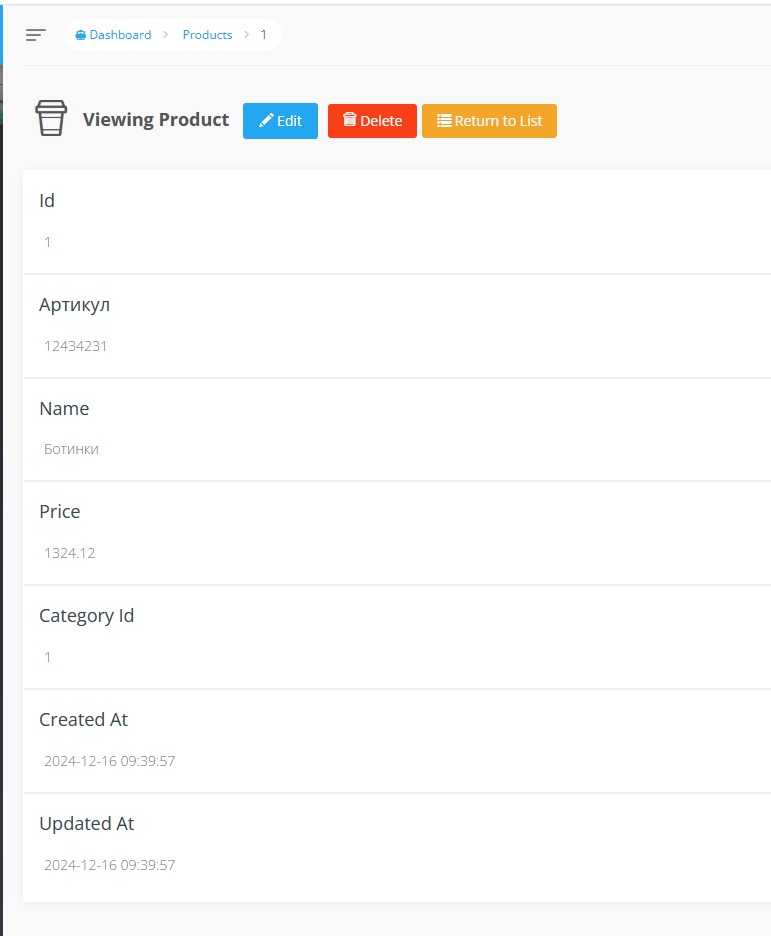 Dashboard > Products > 1
Viewing Product Edit Delete Return to List
Id
1
Артикул
12434231
Name
Ботинки
Price
1324.12
Category Id
1
Created At
2024-12-16 09:39:57
Updated At
2024-12-16 09:39:57